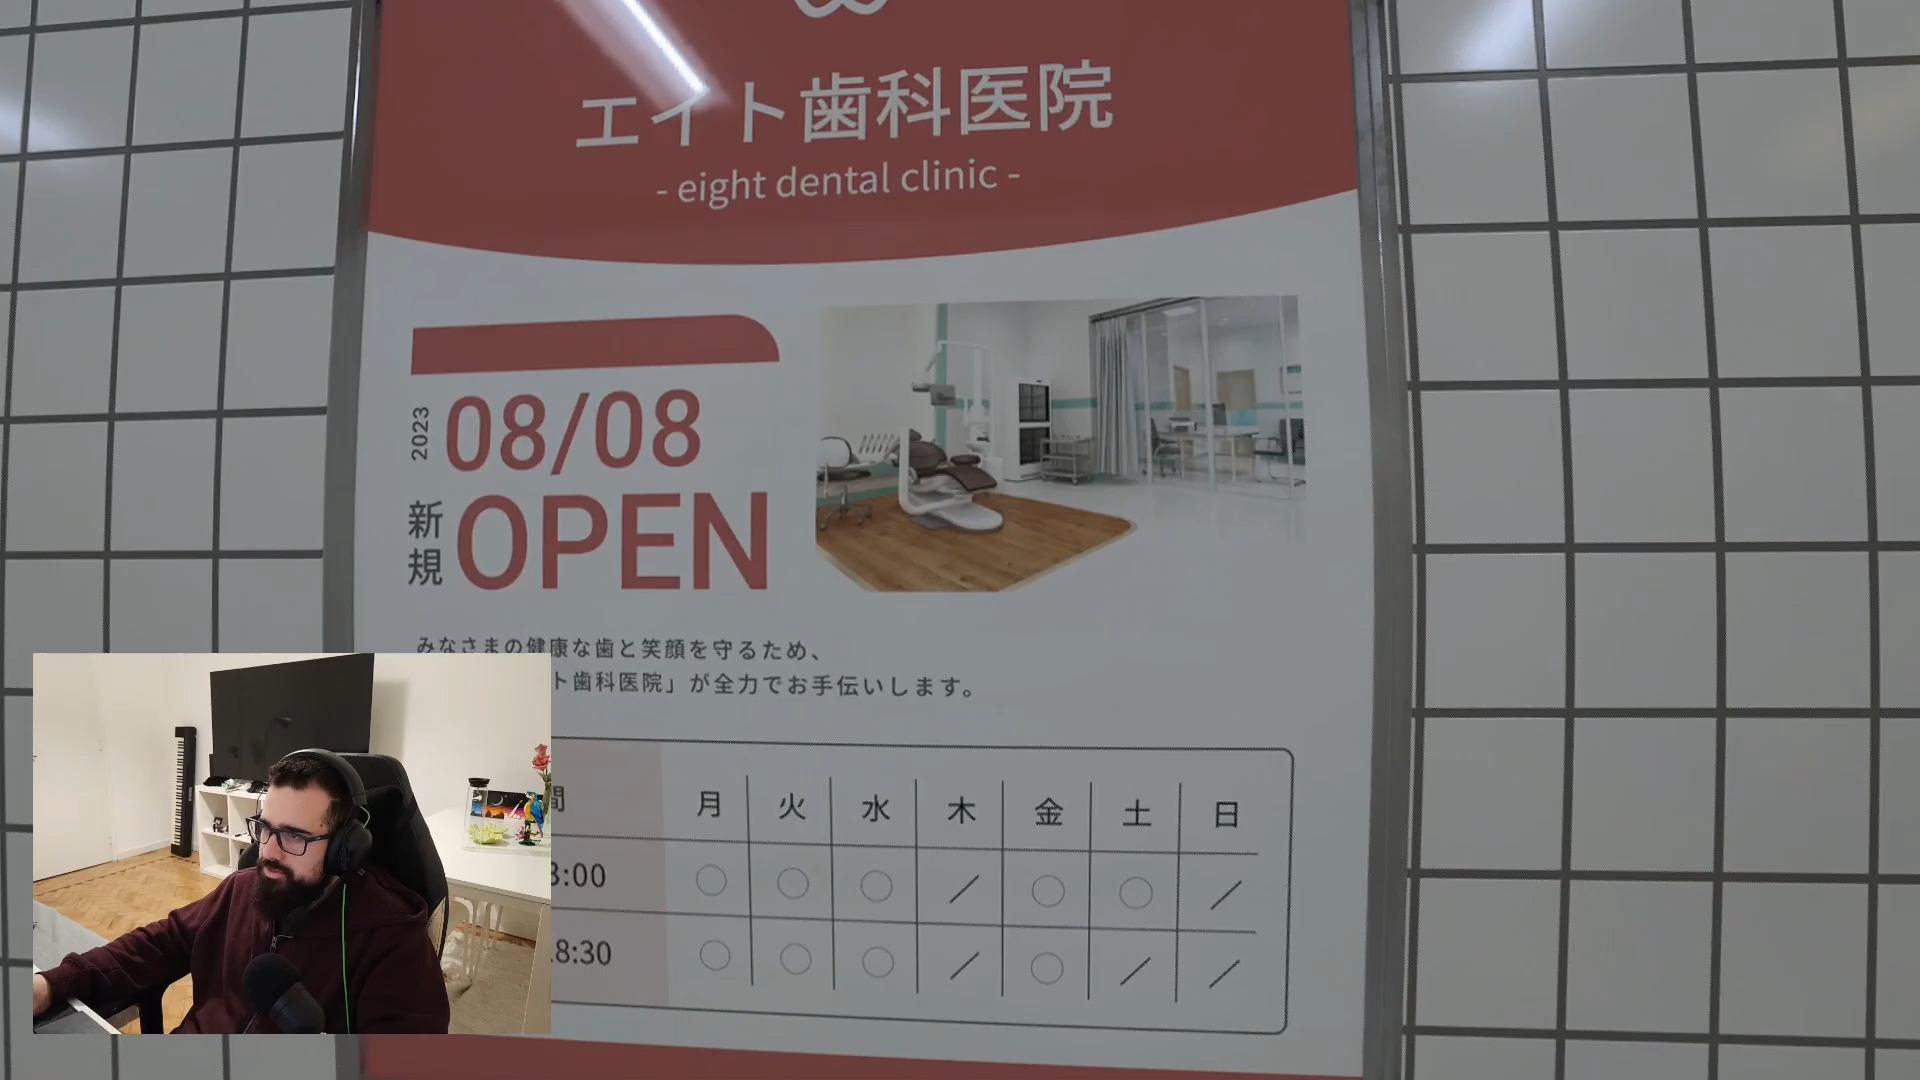 エイト歯科医院
- eight dental clinic -
2023
08/08
新規
OPEN
みなさまの健康な歯と笑顔を守るため、
ト歯科医院」が全力でお手伝いします。
間 月 火 水 木 金 土 日
3:00 ○ ○ ○ ／ ○ ○ ／
8:30 ○ ○ ○ ／ ○ ／ ／